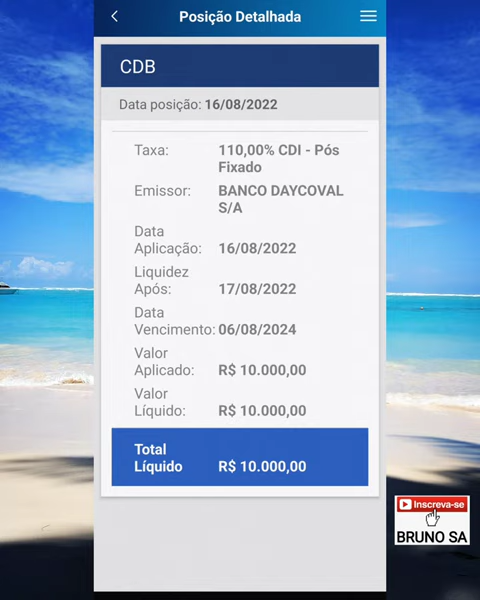 Posição Detalhada
CDB
Data posição: 16/08/2022
Taxa: 110,00% CDI - Pós
Fixado
Emissor: BANCO DAYCOVAL
S/A
Data
Aplicação: 16/08/2022
Liquidez
Após: 17/08/2022
Data
Vencimento: 06/08/2024
Valor
Aplicado: R$ 10.000,00
Valor
Líquido: R$ 10.000,00
Total
Líquido R$ 10.000,00
Inscreva-se
BRUNO SA